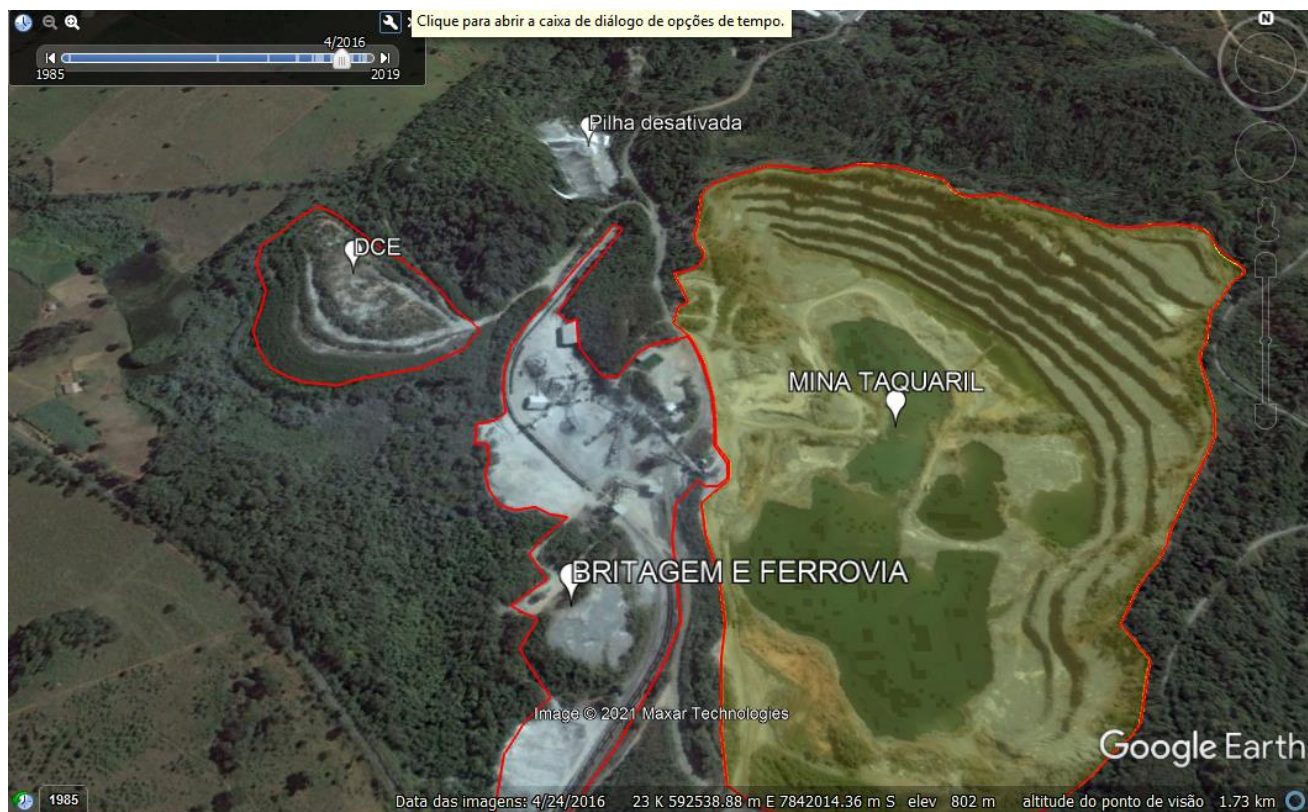 Clique para abrir a caixa de diálogo de opções de tempo.
N
4/2016
1985
2019
Pilha desativada
DCE
MINA TAQUARIL
BRITAGEM E FERROVIA
Image © 2021 Maxar Technologies
Google Earth
1985
Data das imagens: 4/24/2016 23 K 592538.88 m E 7842014.36 m S elev 802 m altitude do ponto de visão 1.73 km